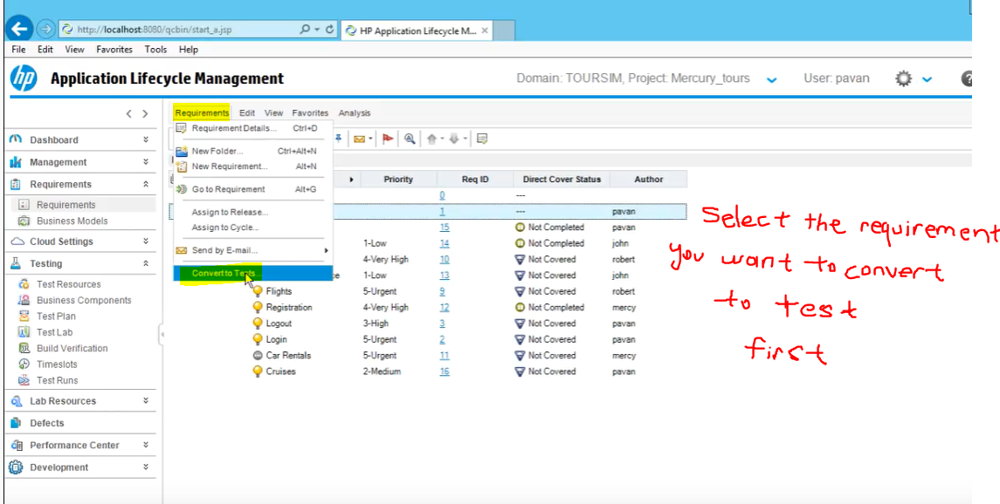 http://localhost:8080/qcbin/start_a.jsp
HP Application Lifecycle M...
File Edit View Favorites Tools Help
hp Application Lifecycle Management
Domain: TOURSIM, Project: Mercury_tours User: pavan
Requirements Edit View Favorites Analysis
Requirement Details... Ctrl+D
New Folder... Ctrl+Alt+N
New Requirement... Alt+N
Go to Requirement Alt+G
Assign to Release...
Assign to Cycle...
Send by E-mail...
Convert to Tests...
Dashboard
Management
Requirements
Requirements
Business Models
Cloud Settings
Testing
Test Resources
Business Components
Test Plan
Test Lab
Build Verification
Timeslots
Test Runs
Lab Resources
Defects
Performance Center
Development
Priority Req ID Direct Cover Status Author
0 ---
1 --- pavan
15 Not Completed pavan
1-Low 14 Not Completed john
4-Very High 10 Not Covered robert
1-Low 13 Not Covered john
Flights 5-Urgent 9 Not Covered robert
Registration 4-Very High 12 Not Completed mercy
Logout 3-High 3 Not Covered pavan
Login 5-Urgent 2 Not Covered pavan
Car Rentals 5-Urgent 11 Not Covered mercy
Cruises 2-Medium 16 Not Covered pavan
Select the requirement
you want to convert
to test
first